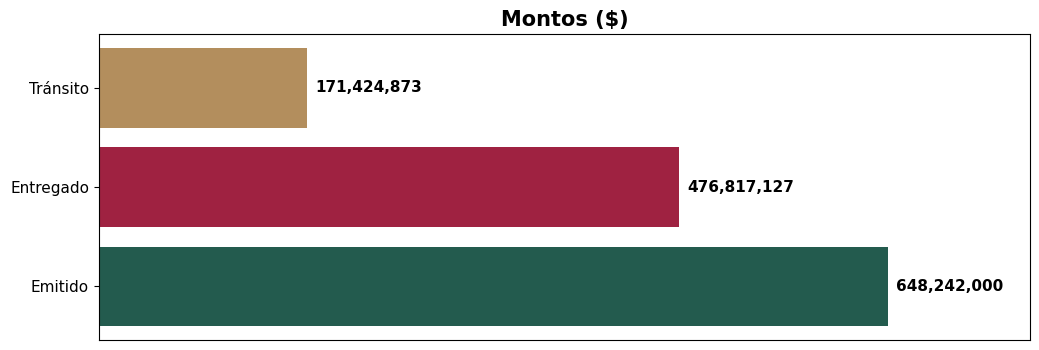 Montos ($)
Tránsito 171,424,873
Entregado 476,817,127
Emitido 648,242,000